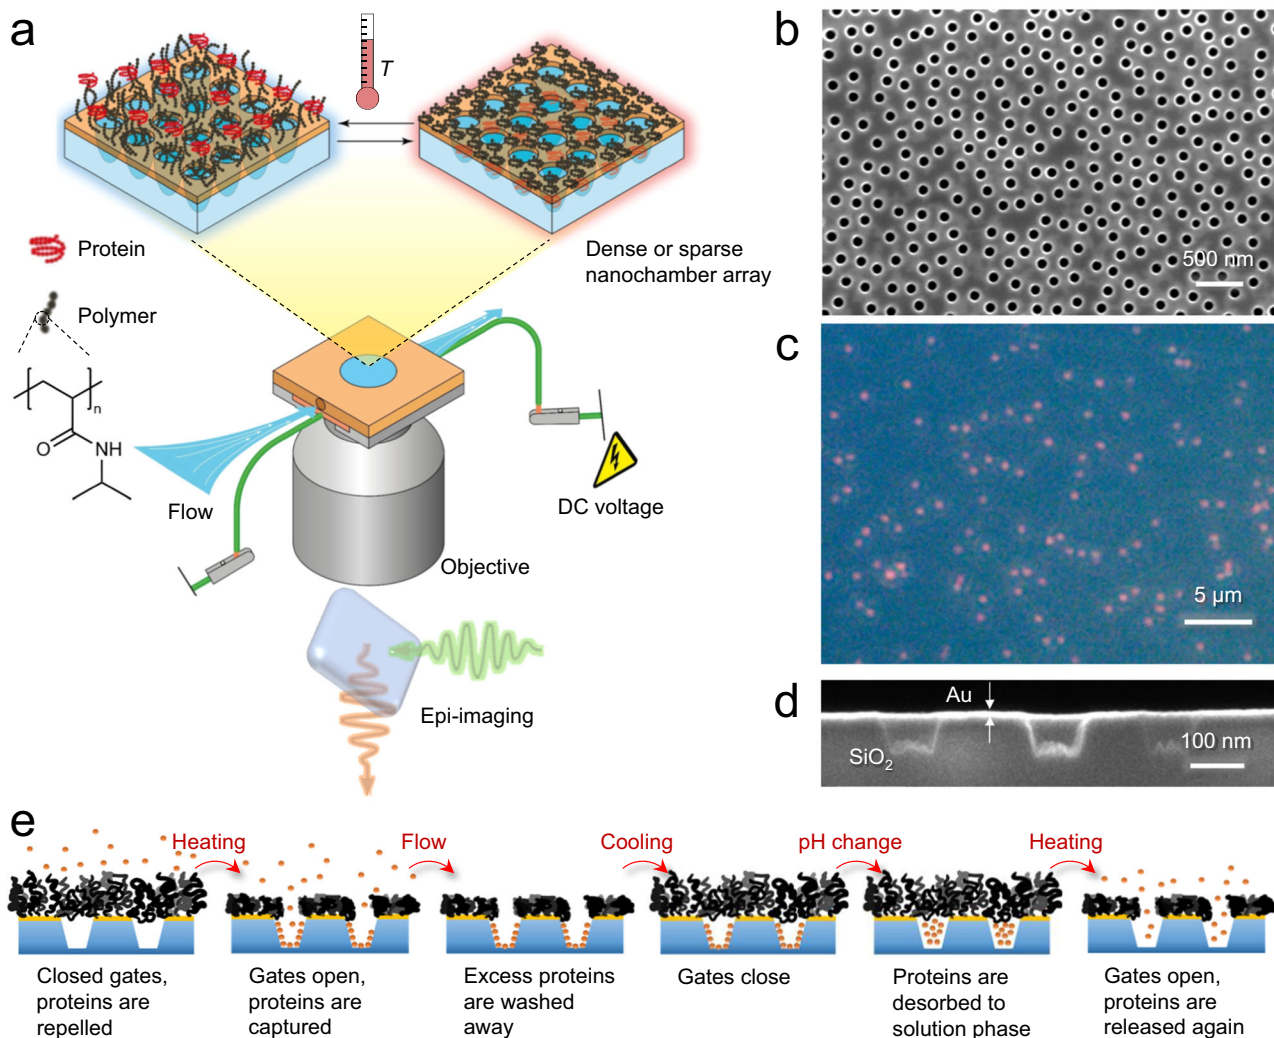 a
T
Protein
Polymer
n
O
NH
Dense or sparse
nanochamber array
Flow
DC voltage
Objective
Epi-imaging
b
500 nm
c
5 µm
d
Au
SiO2
100 nm
e
Heating
Flow
Cooling
pH change
Heating
Closed gates,
proteins are
repelled
Gates open,
proteins are
captured
Excess proteins
are washed
away
Gates close
Proteins are
desorbed to
solution phase
Gates open,
proteins are
released again